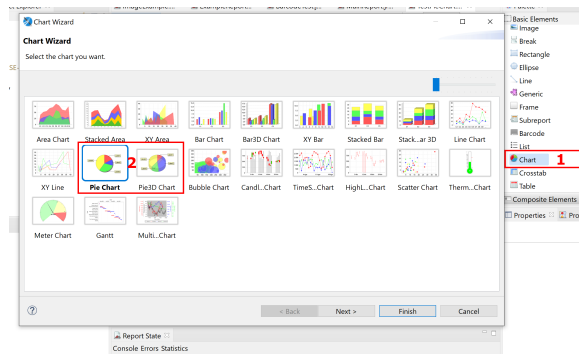 Chart Wizard
Chart Wizard
Select the chart you want.
Area Chart
Stacked Area
XY Area
Bar Chart
Bar3D Chart
XY Bar
Stacked Bar
Stack...ar 3D
Line Chart
XY Line
Pie Chart
2
Pie3D Chart
Bubble Chart
Candl...Chart
TimeS...Chart
HighL...Chart
Scatter Chart
Therm...Chart
Meter Chart
Gantt
Multi...Chart
< Back
Next >
Finish
Cancel
Basic Elements
Image
Break
Rectangle
Ellipse
Line
Generic
Frame
Subreport
Barcode
List
Chart
1
Crosstab
Table
Composite Elements
Properties
Pro
Report State
Console Errors Statistics